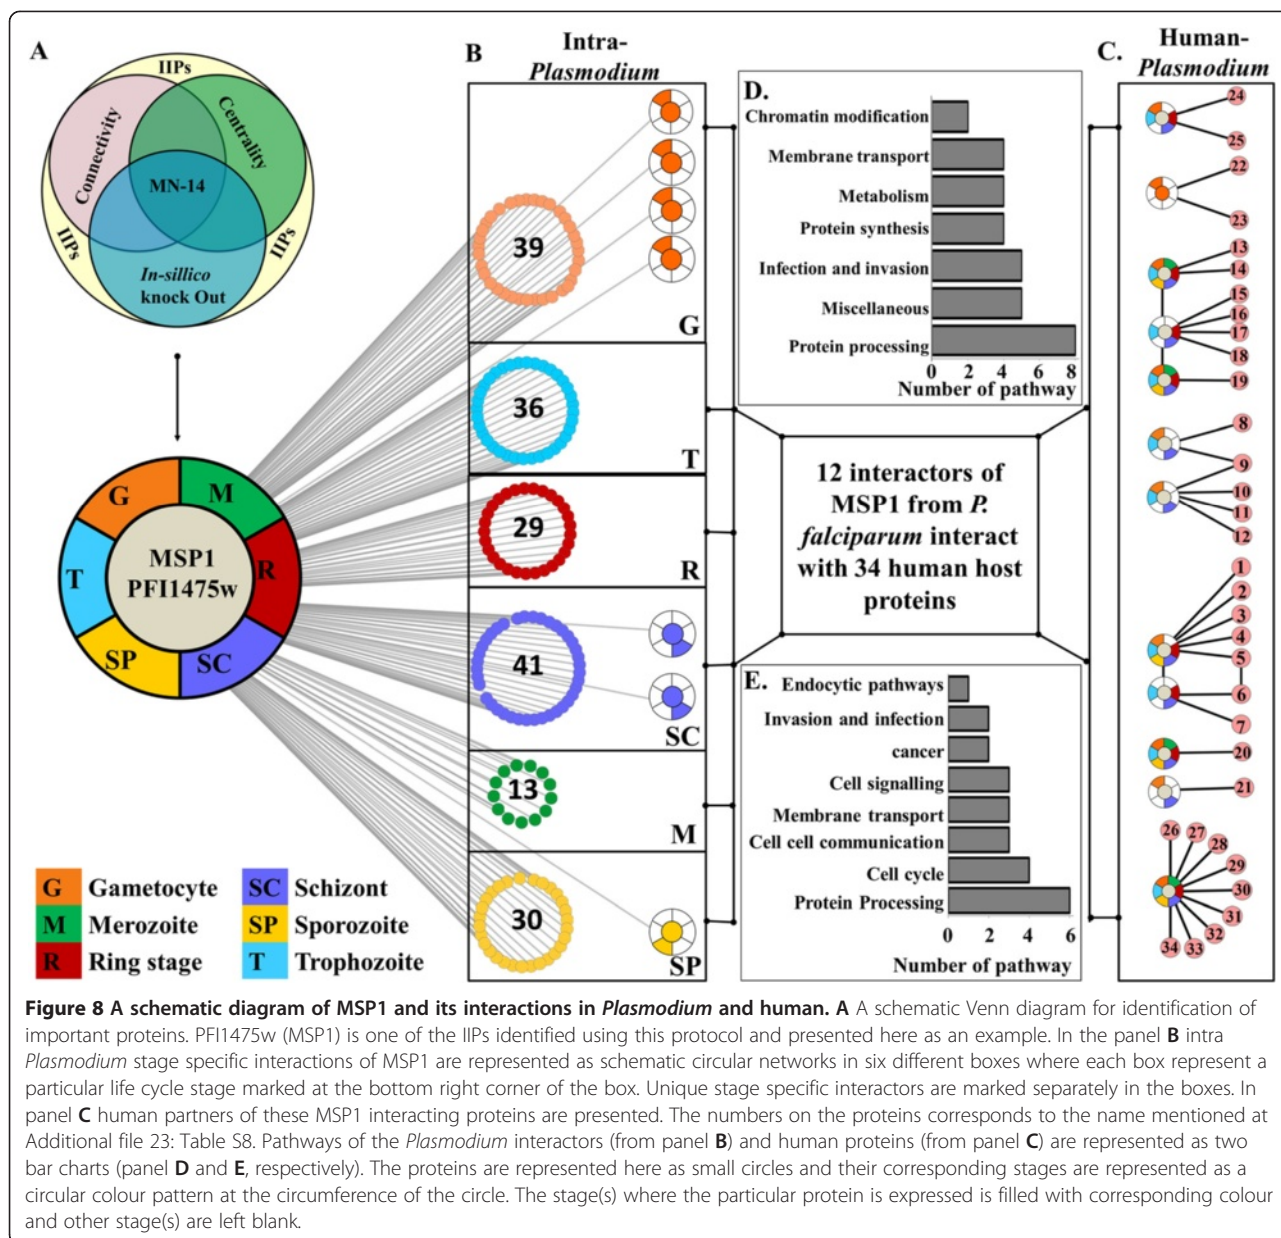 A
IIPs
Connectivity
Centrality
MN-14
IIPs
IIPs
In-sillico
knock Out
G
M
T
R
SP
SC
MSP1
PFI1475w
G Gametocyte
M Merozoite
R Ring stage
SC Schizont
SP Sporozoite
T Trophozoite
B
Intra-
Plasmodium
39
G
36
T
29
R
41
SC
13
M
30
SP
D.
Chromatin modification
Membrane transport
Metabolism
Protein synthesis
Infection and invasion
Miscellaneous
Protein processing
0 2 4 6 8
Number of pathway
12 interactors of
MSP1 from P.
falciparum interact
with 34 human host
proteins
E.
Endocytic pathways
Invasion and infection
cancer
Cell signalling
Membrane transport
Cell cell communication
Cell cycle
Protein Processing
0 2 4 6
Number of pathway
C.
Human-
Plasmodium
24
25
22
23
13
14
15
16
17
18
19
8
9
10
11
12
1
2
3
4
5
6
7
20
21
26
27
28
29
30
31
32
33
34
Figure 8 A schematic diagram of MSP1 and its interactions in Plasmodium and human. A A schematic Venn diagram for identification of
important proteins. PFI1475w (MSP1) is one of the IIPs identified using this protocol and presented here as an example. In the panel B intra
Plasmodium stage specific interactions of MSP1 are represented as schematic circular networks in six different boxes where each box represent a
particular life cycle stage marked at the bottom right corner of the box. Unique stage specific interactors are marked separately in the boxes. In
panel C human partners of these MSP1 interacting proteins are presented. The numbers on the proteins corresponds to the name mentioned at
Additional file 23: Table S8. Pathways of the Plasmodium interactors (from panel B) and human proteins (from panel C) are represented as two
bar charts (panel D and E, respectively). The proteins are represented here as small circles and their corresponding stages are represented as a
circular colour pattern at the circumference of the circle. The stage(s) where the particular protein is expressed is filled with corresponding colour
and other stage(s) are left blank.